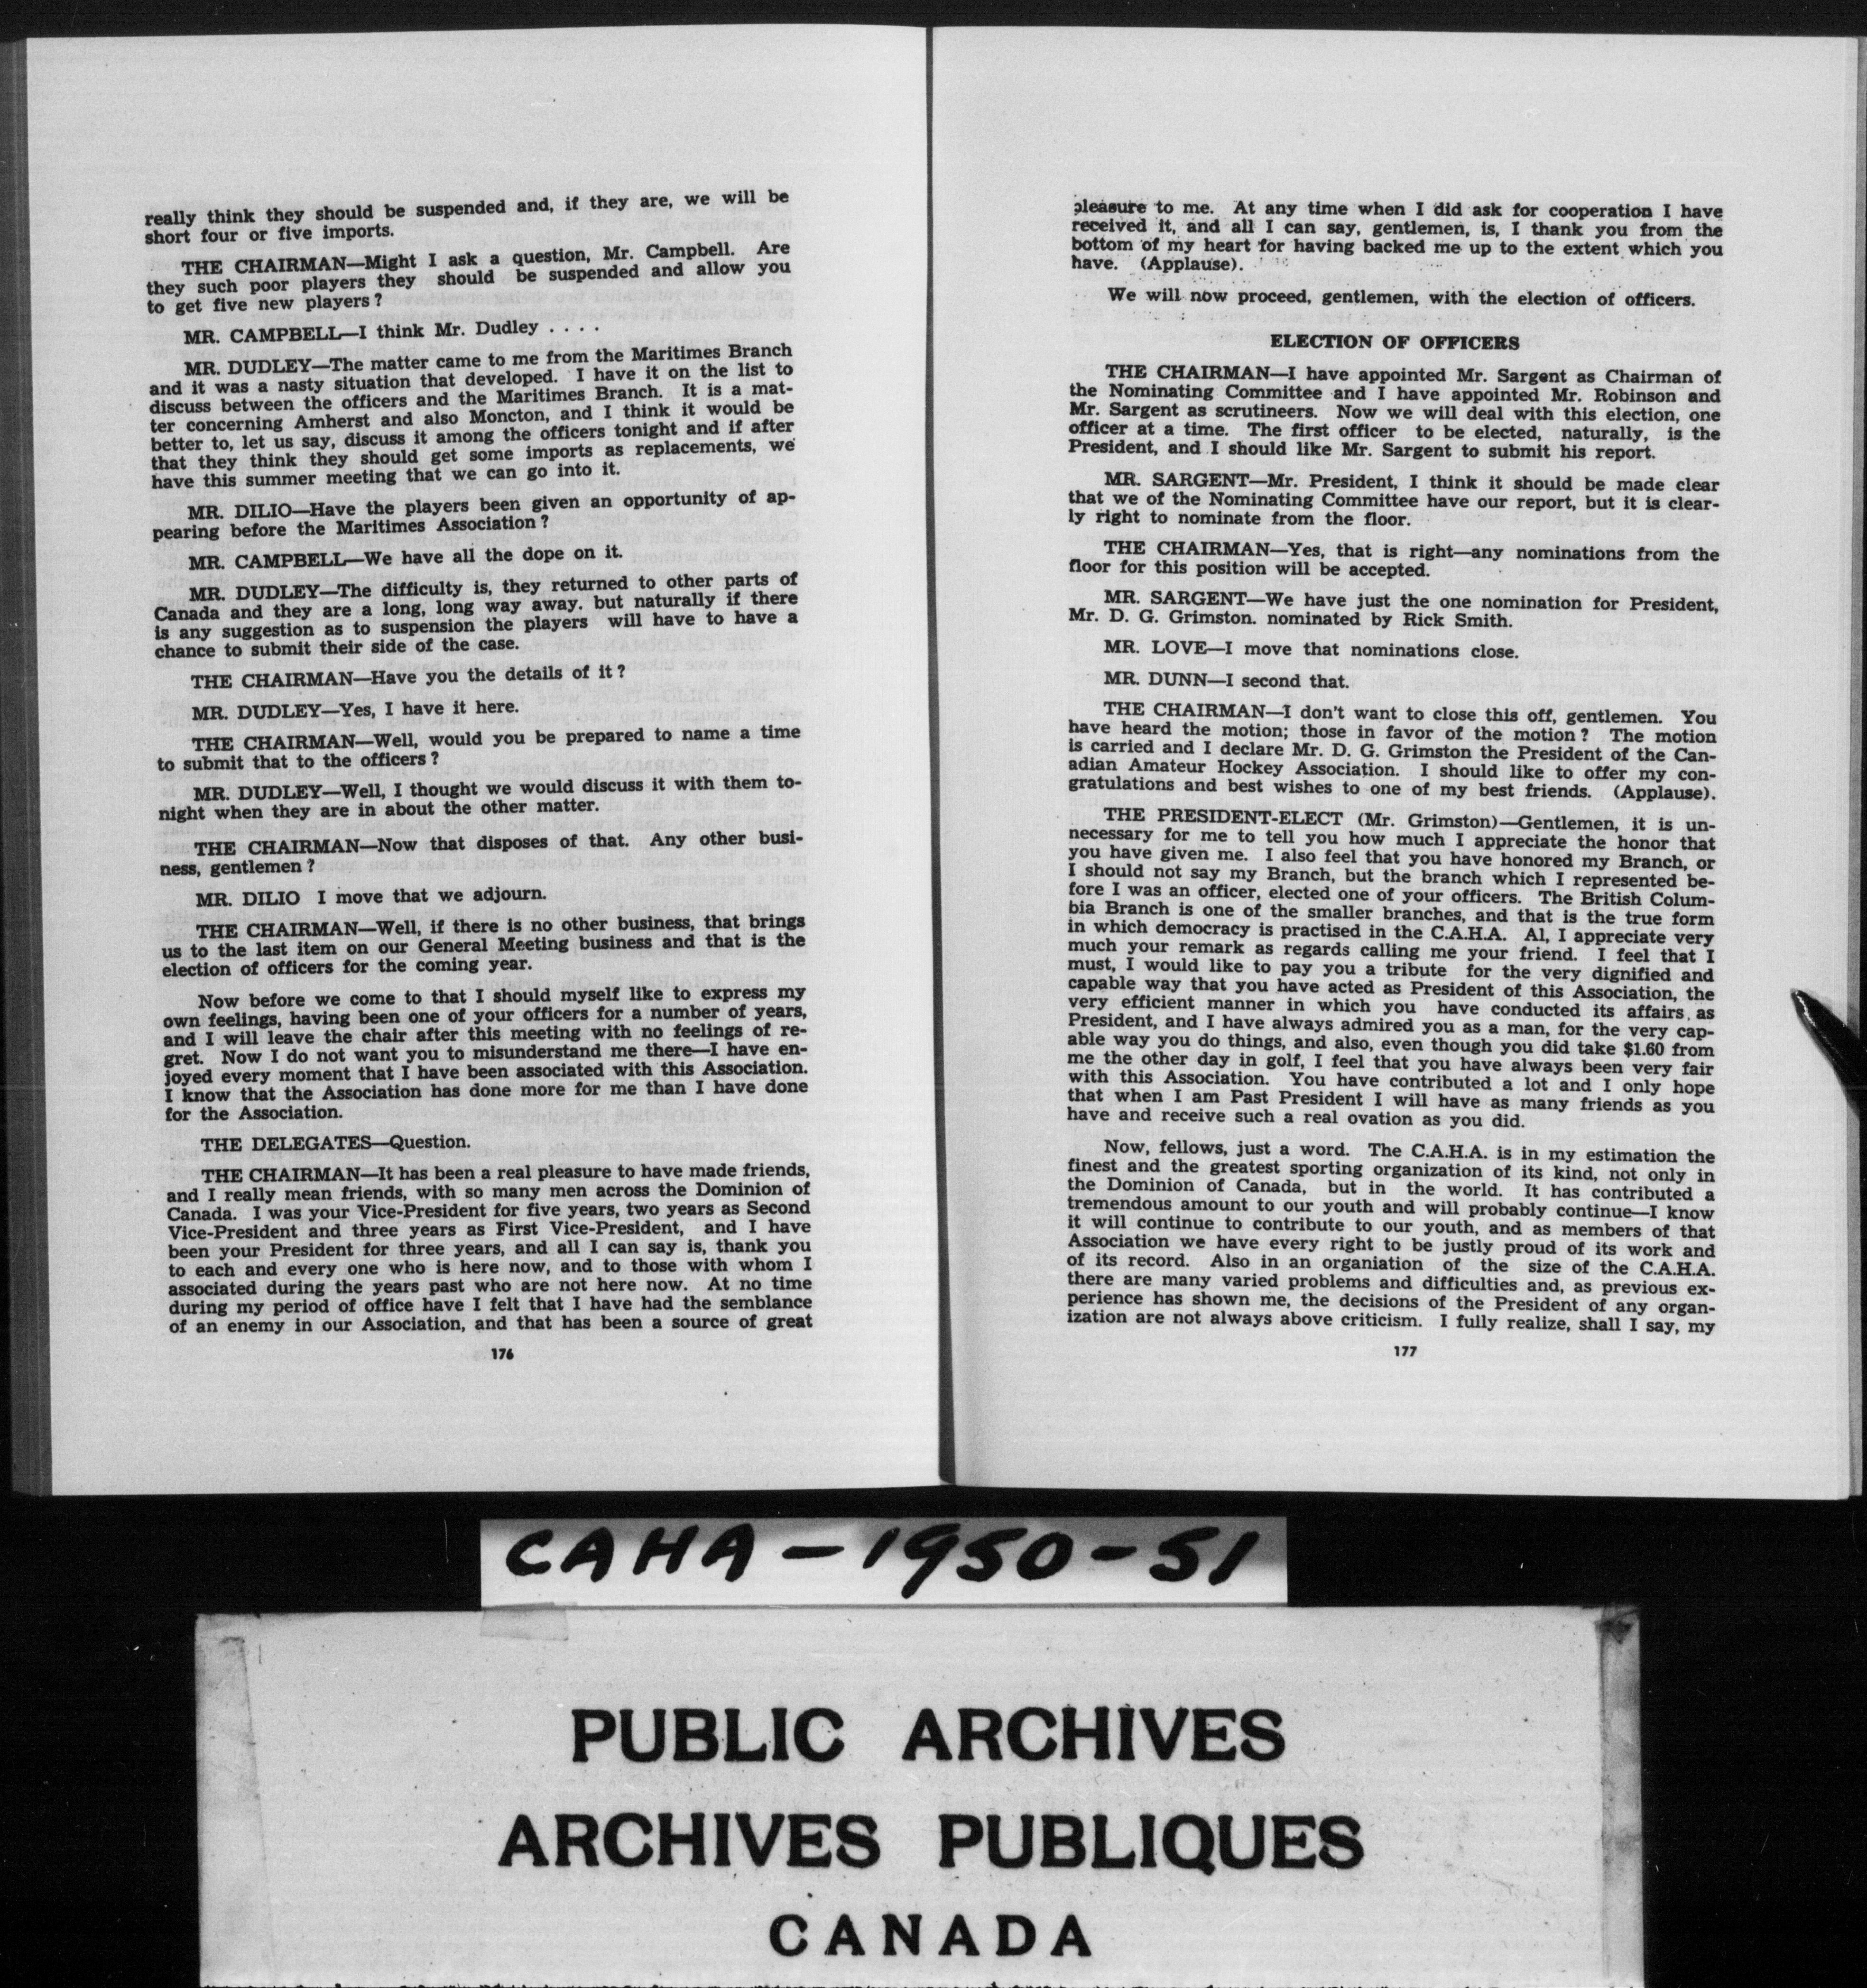 really think they should be suspended and, if they are, we will be
short four or five imports.
THE CHAIRMAN—Might I ask a question, Mr. Campbell. Are
they such poor players they should be suspended and allow you
to get five new players?
MR. CAMPBELL—I think Mr. Dudley . . . .
MR. DUDLEY—The matter came to me from the Maritimes Branch
and it was a nasty situation that developed. I have it on the list to
discuss between the officers and the Maritimes Branch. It is a mat-
ter concerning Amherst and also Moncton, and I think it would be
better to, let us say, discuss it among the officers tonight and if after
that they think they should get some imports as replacements, we
have this summer meeting that we can go into it.
MR. DILIO—Have the players been given an opportunity of ap-
pearing before the Maritimes Association?
MR. CAMPBELL—We have all the dope on it.
MR. DUDLEY—The difficulty is, they returned to other parts of
Canada and they are a long, long way away. but naturally if there
is any suggestion as to suspension the players will have to have a
chance to submit their side of the case.
THE CHAIRMAN—Have you the details of it?
MR. DUDLEY—Yes, I have it here.
THE CHAIRMAN—Well, would you be prepared to name a time
to submit that to the officers?
MR. DUDLEY—Well, I thought we would discuss it with them to-
night when they are in about the other matter.
THE CHAIRMAN—Now that disposes of that. Any other busi-
ness, gentlemen?
MR. DILIO I move that we adjourn.
THE CHAIRMAN—Well, if there is no other business, that brings
us to the last item on our General Meeting business and that is the
election of officers for the coming year.
Now before we come to that I should myself like to express my
own feelings, having been one of your officers for a number of years,
and I will leave the chair after this meeting with no feelings of re-
gret. Now I do not want you to misunderstand me there—I have en-
joyed every moment that I have been associated with this Association.
I know that the Association has done more for me than I have done
for the Association.
THE DELEGATES—Question.
THE CHAIRMAN—It has been a real pleasure to have made friends,
and I really mean friends, with so many men across the Dominion of
Canada. I was your Vice-President for five years, two years as Second
Vice-President and three years as First Vice-President, and I have
been your President for three years, and all I can say is, thank you
to each and every one who is here now, and to those with whom I
associated during the years past who are not here now. At no time
during my period of office have I felt that I have had the semblance
of an enemy in our Association, and that has been a source of great
176
pleasure to me. At any time when I did ask for cooperation I have
received it, and all I can say, gentlemen, is, I thank you from the
bottom of my heart for having backed me up to the extent which you
have. (Applause).
We will now proceed, gentlemen, with the election of officers.
ELECTION OF OFFICERS
THE CHAIRMAN—I have appointed Mr. Sargent as Chairman of
the Nominating Committee and I have appointed Mr. Robinson and
Mr. Sargent as scrutineers. Now we will deal with this election, one
officer at a time. The first officer to be elected, naturally, is the
President, and I should like Mr. Sargent to submit his report.
MR. SARGENT—Mr. President, I think it should be made clear
that we of the Nominating Committee have our report, but it is clear-
ly right to nominate from the floor.
THE CHAIRMAN—Yes, that is right—any nominations from the
floor for this position will be accepted.
MR. SARGENT—We have just the one nomination for President,
Mr. D. G. Grimston. nominated by Rick Smith.
MR. LOVE—I move that nominations close.
MR. DUNN—I second that.
THE CHAIRMAN—I don't want to close this off, gentlemen. You
have heard the motion; those in favor of the motion? The motion
is carried and I declare Mr. D. G. Grimston the President of the Can-
adian Amateur Hockey Association. I should like to offer my con-
gratulations and best wishes to one of my best friends. (Applause).
THE PRESIDENT-ELECT (Mr. Grimston)—Gentlemen, it is un-
necessary for me to tell you how much I appreciate the honor that
you have given me. I also feel that you have honored my Branch, or
I should not say my Branch, but the branch which I represented be-
fore I was an officer, elected one of your officers. The British Colum-
bia Branch is one of the smaller branches, and that is the true form
in which democracy is practised in the C.A.H.A. Al, I appreciate very
much your remark as regards calling me your friend. I feel that I
must, I would like to pay you a tribute for the very dignified and
capable way that you have acted as President of this Association, the
very efficient manner in which you have conducted its affairs as
President, and I have always admired you as a man, for the very cap-
able way you do things, and also, even though you did take $1.60 from
me the other day in golf, I feel that you have always been very fair
with this Association. You have contributed a lot and I only hope
that when I am Past President I will have as many friends as you
have and receive such a real ovation as you did.
Now, fellows, just a word. The C.A.H.A. is in my estimation the
finest and the greatest sporting organization of its kind, not only in
the Dominion of Canada, but in the world. It has contributed a
tremendous amount to our youth and will probably continue—I know
it will continue to contribute to our youth, and as members of that
Association we have every right to be justly proud of its work and
of its record. Also in an organiation of the size of the C.A.H.A.
there are many varied problems and difficulties and, as previous ex-
perience has shown me, the decisions of the President of any organ-
ization are not always above criticism. I fully realize, shall I say, my
177
CAHA-1950-51
PUBLIC ARCHIVES
ARCHIVES PUBLIQUES
CANADA